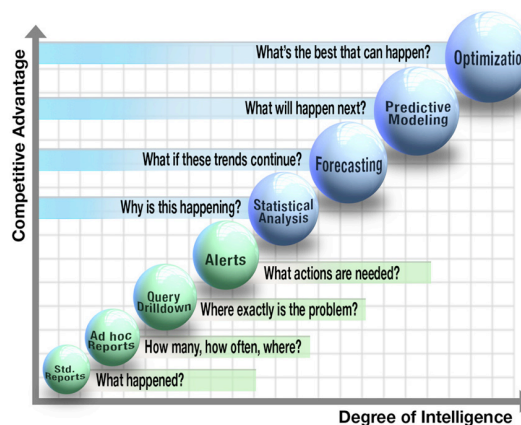 What's the best that can happen?
Optimizatio
What will happen next?
Predictive
Modeling
What if these trends continue?
Forecasting
Why is this happening?
Statistical
Analysis
Alerts
What actions are needed?
Query
Drilldown
Where exactly is the problem?
Ad hoc
Reports
How many, how often, where?
Std.
Reports
What happened?
Competitive Advantage
Degree of Intelligence